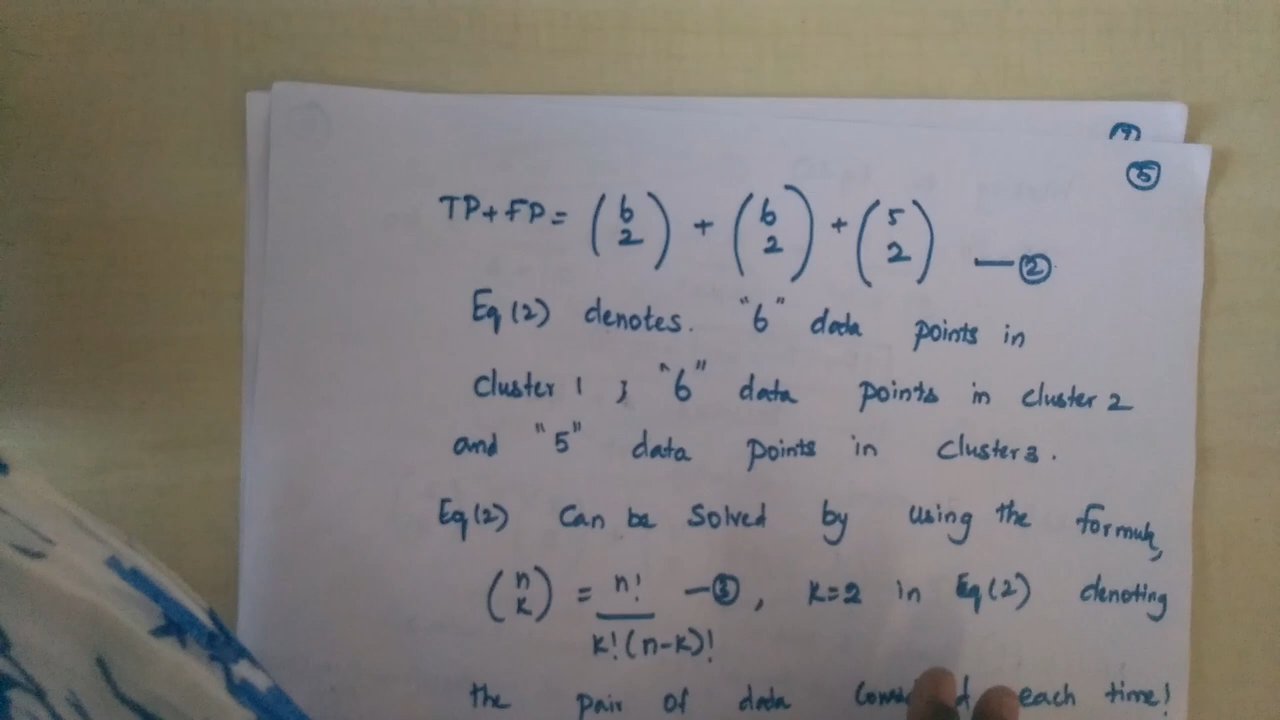 ⑤
TP+FP = (6 2) + (6 2) + (5 2) — ②
Eq (2) denotes. "6" data points in
cluster 1 ; "6" data points in cluster 2
and "5" data points in cluster 3.
Eq (2) can be solved by using the
(n k) = n! / k!(n-k)! — ③, k=2 in Eq (2) denoting
the pair of data each time!